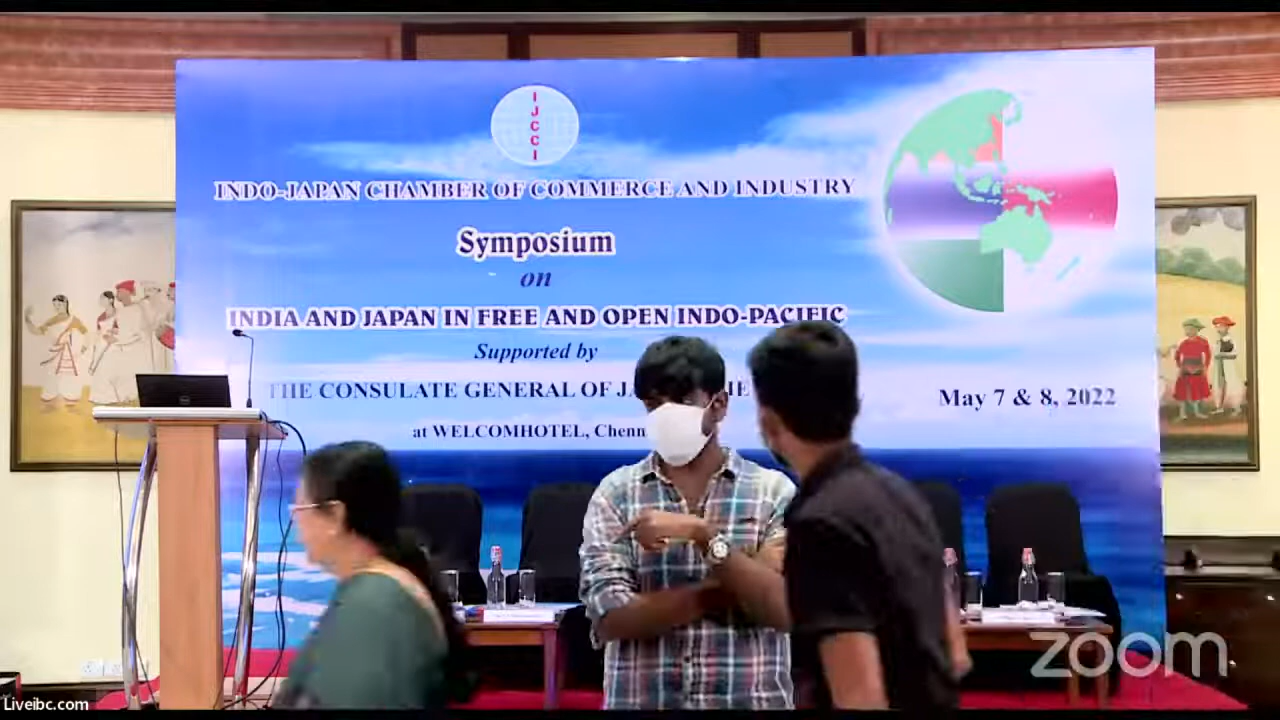 I
J
C
C
I
INDO-JAPAN CHAMBER OF COMMERCE AND INDUSTRY
Symposium
on
INDIA AND JAPAN IN FREE AND OPEN INDO-PACIFIC
Supported by
THE CONSULATE GENERAL OF
at WELCOMHOTEL,
May 7 & 8, 2022
zoom
Liveibc.com